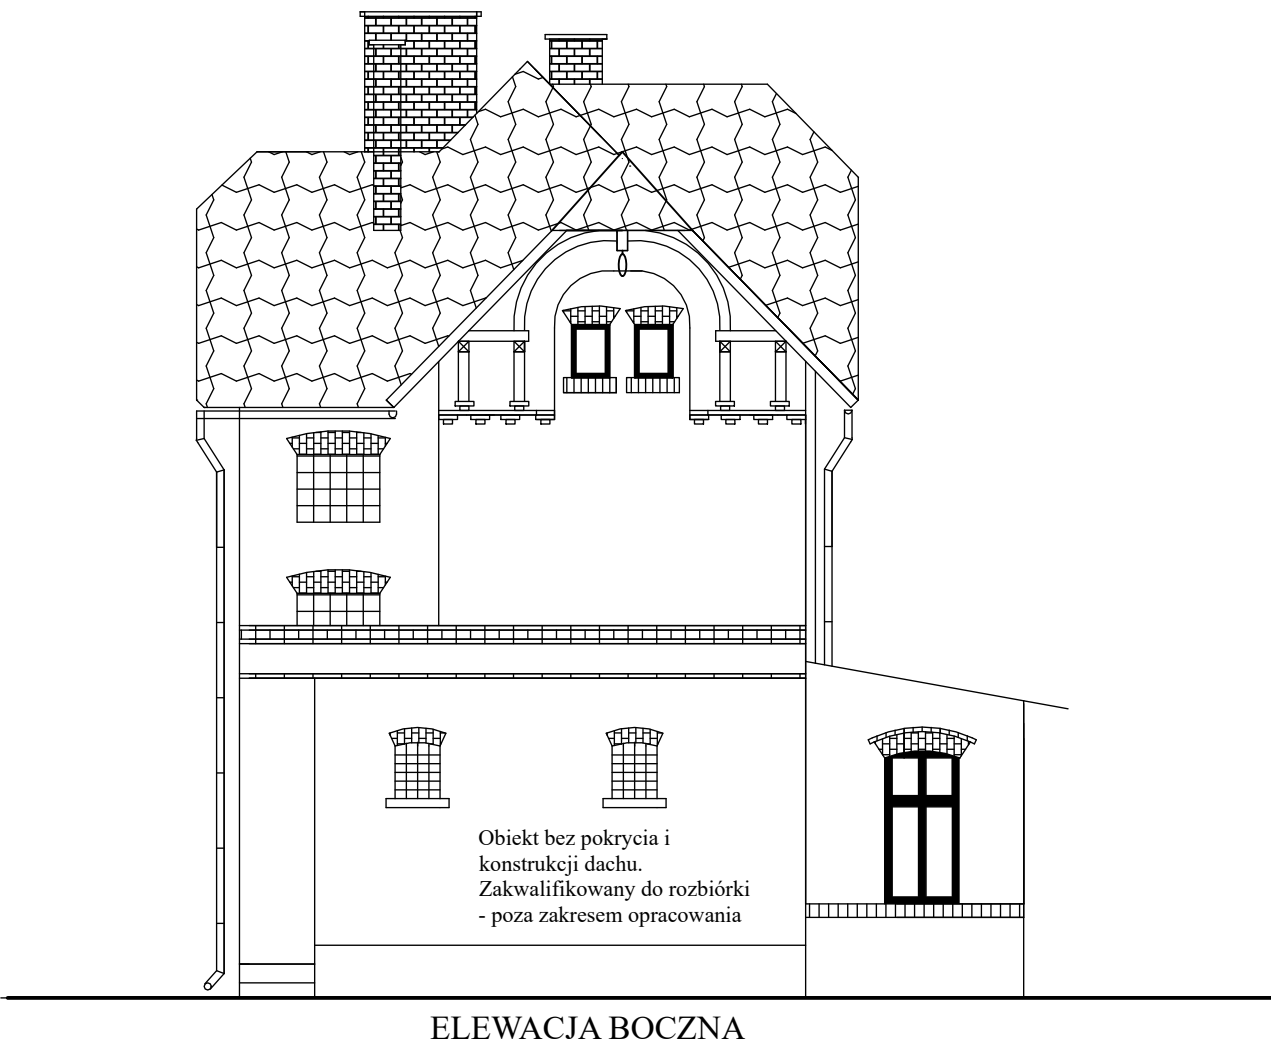 Obiekt bez pokrycia i
konstrukcji dachu.
Zakwalifikowany do rozbiórki
- poza zakresem opracowania
ELEWACJA BOCZNA